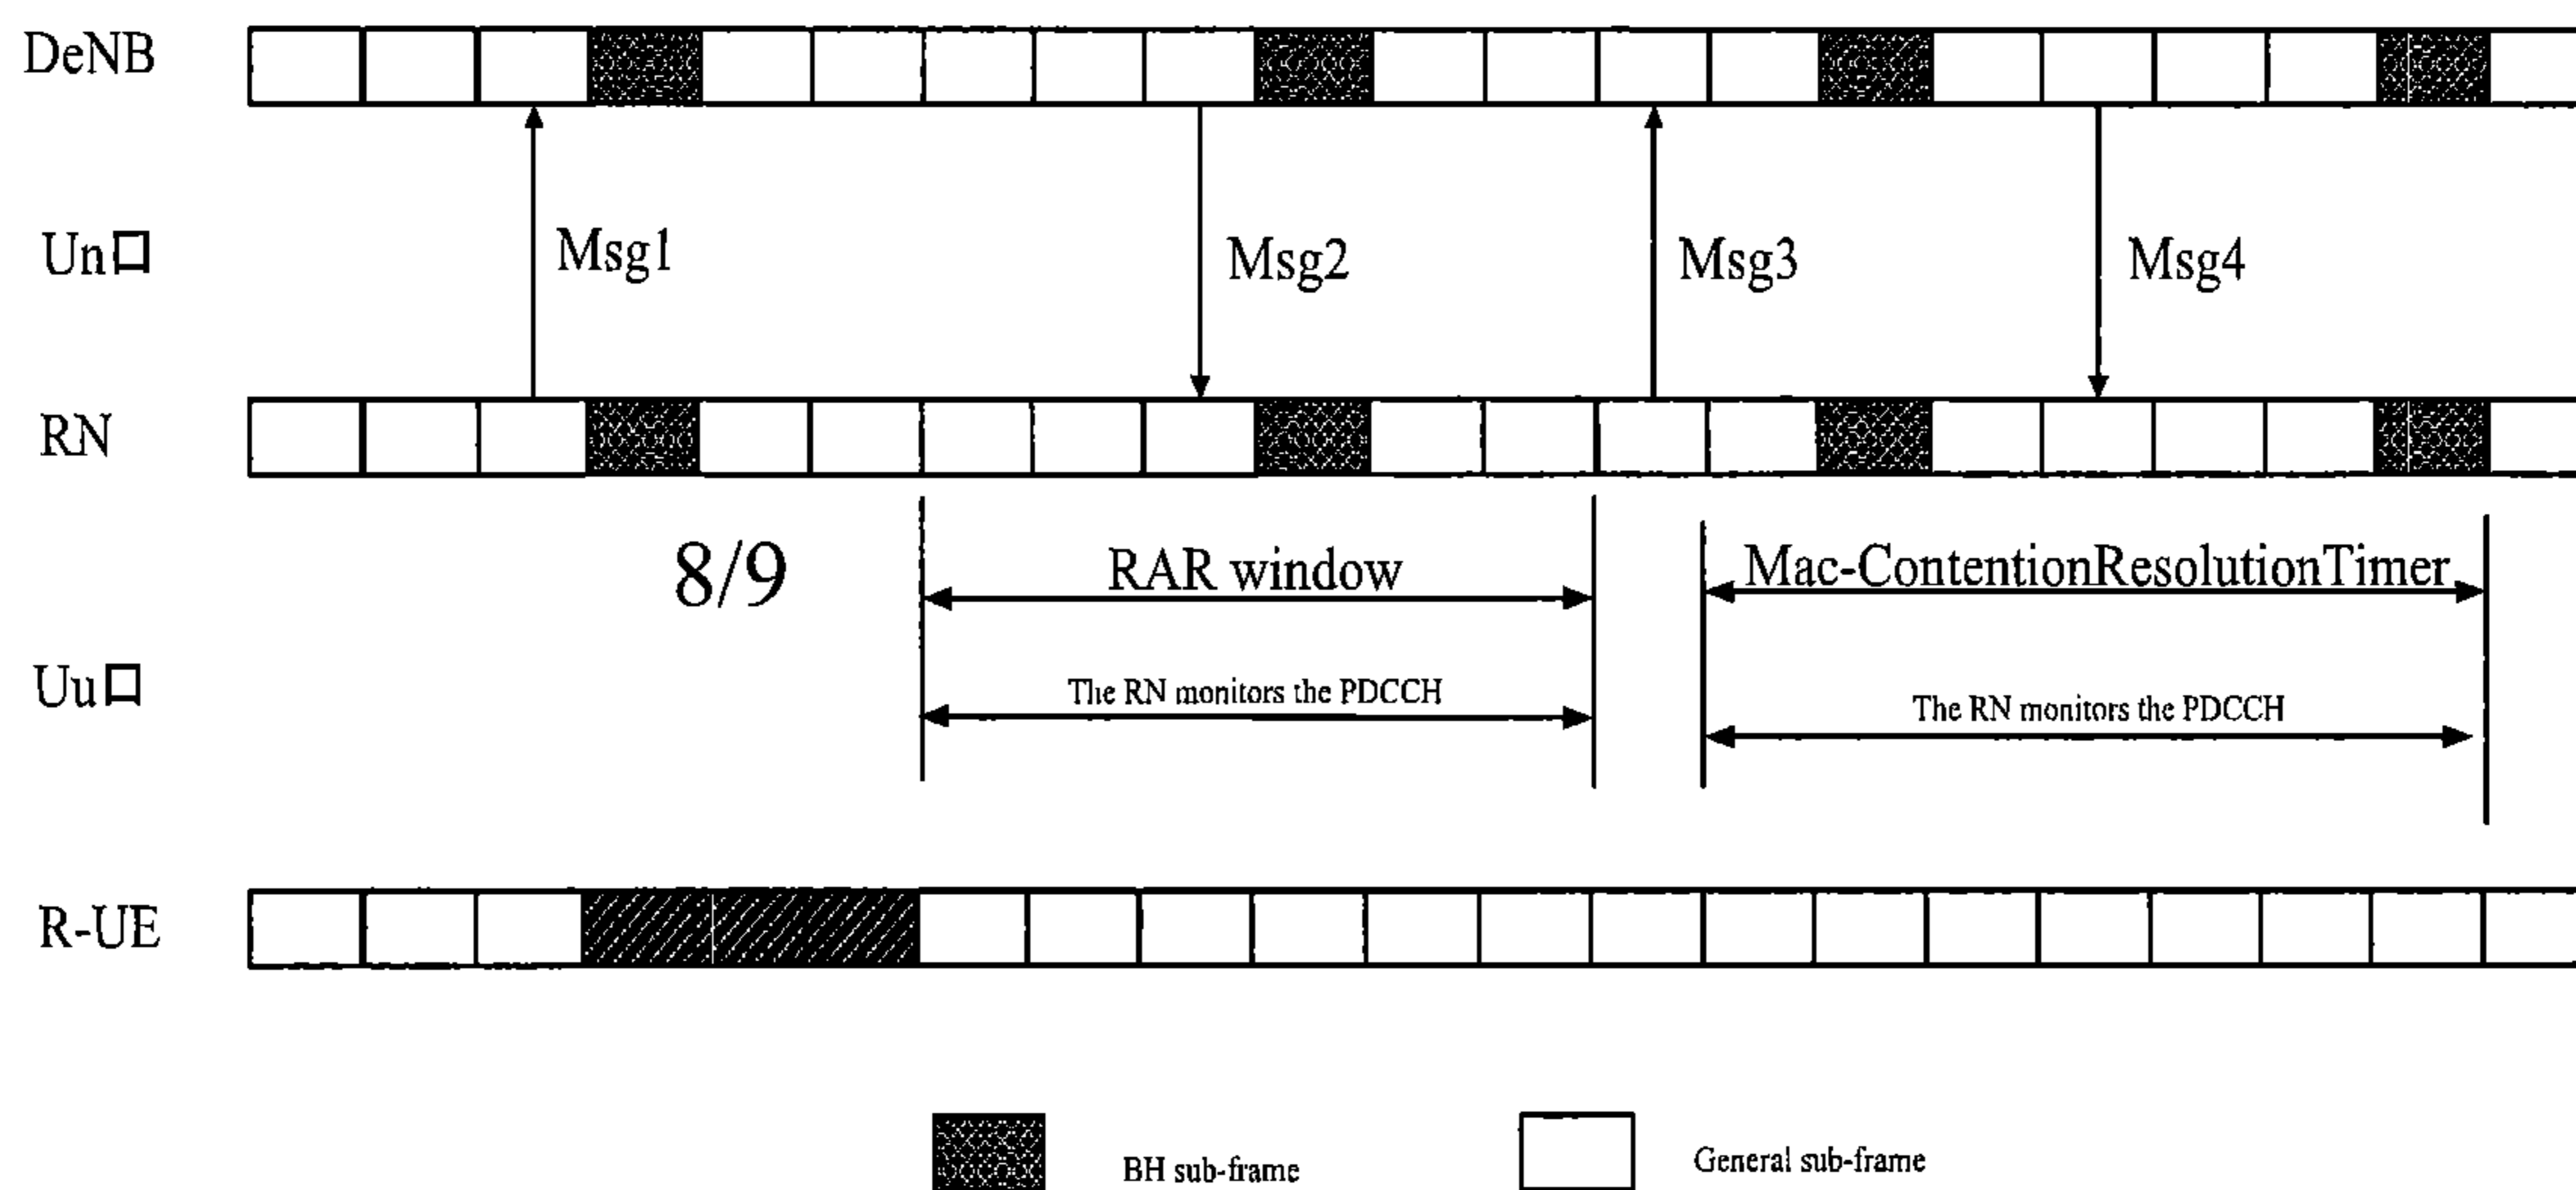 DeNB
Un口
Msg1
Msg2
Msg3
Msg4
RN
8/9
RAR window
Mac-ContentionResolutionTimer
Uu口
The RN monitors the PDCCH
The RN monitors the PDCCH
R-UE
BH sub-frame
General sub-frame